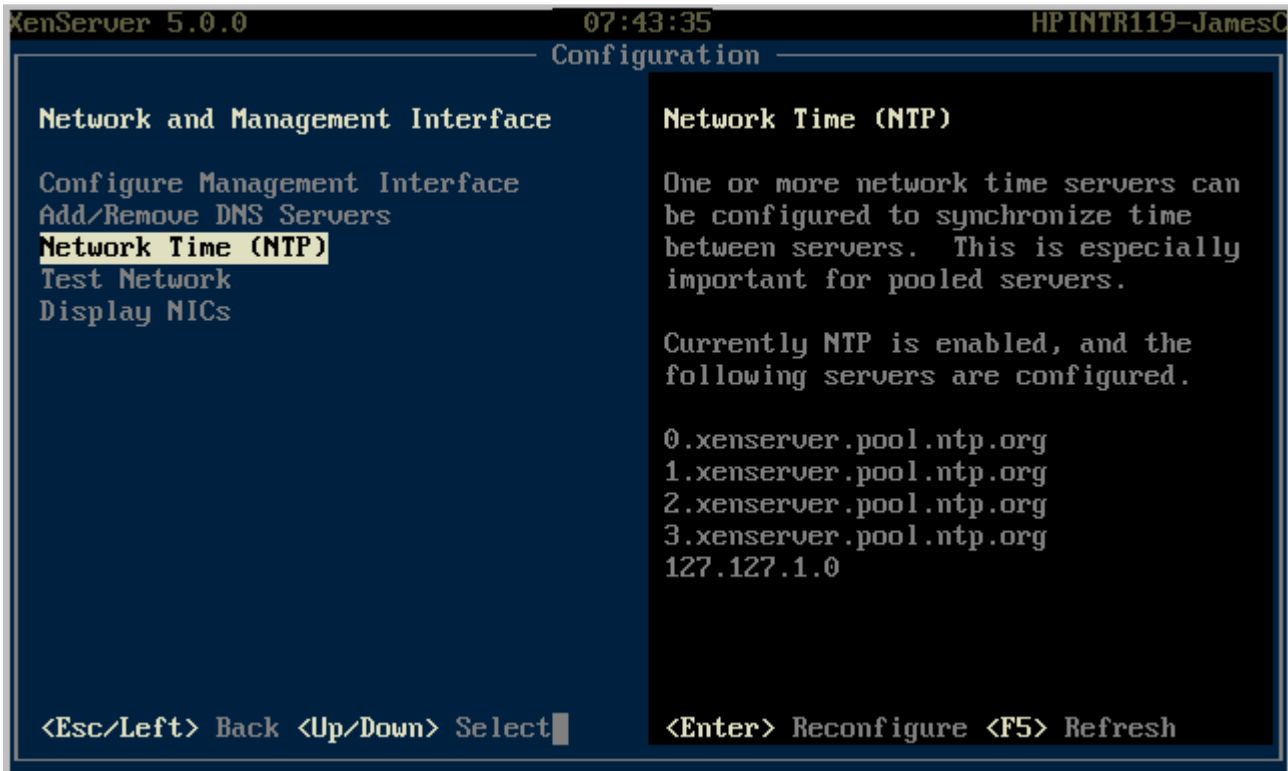 XenServer 5.0.0 07:43:35 HPINTR119-JamesC
Configuration
Network and Management Interface
Configure Management Interface
Add/Remove DNS Servers
Network Time (NTP)
Test Network
Display NICs
<Esc/Left> Back <Up/Down> Select
Network Time (NTP)
One or more network time servers can
be configured to synchronize time
between servers.  This is especially
important for pooled servers.
Currently NTP is enabled, and the
following servers are configured.
0.xenserver.pool.ntp.org
1.xenserver.pool.ntp.org
2.xenserver.pool.ntp.org
3.xenserver.pool.ntp.org
127.127.1.0
<Enter> Reconfigure <F5> Refresh